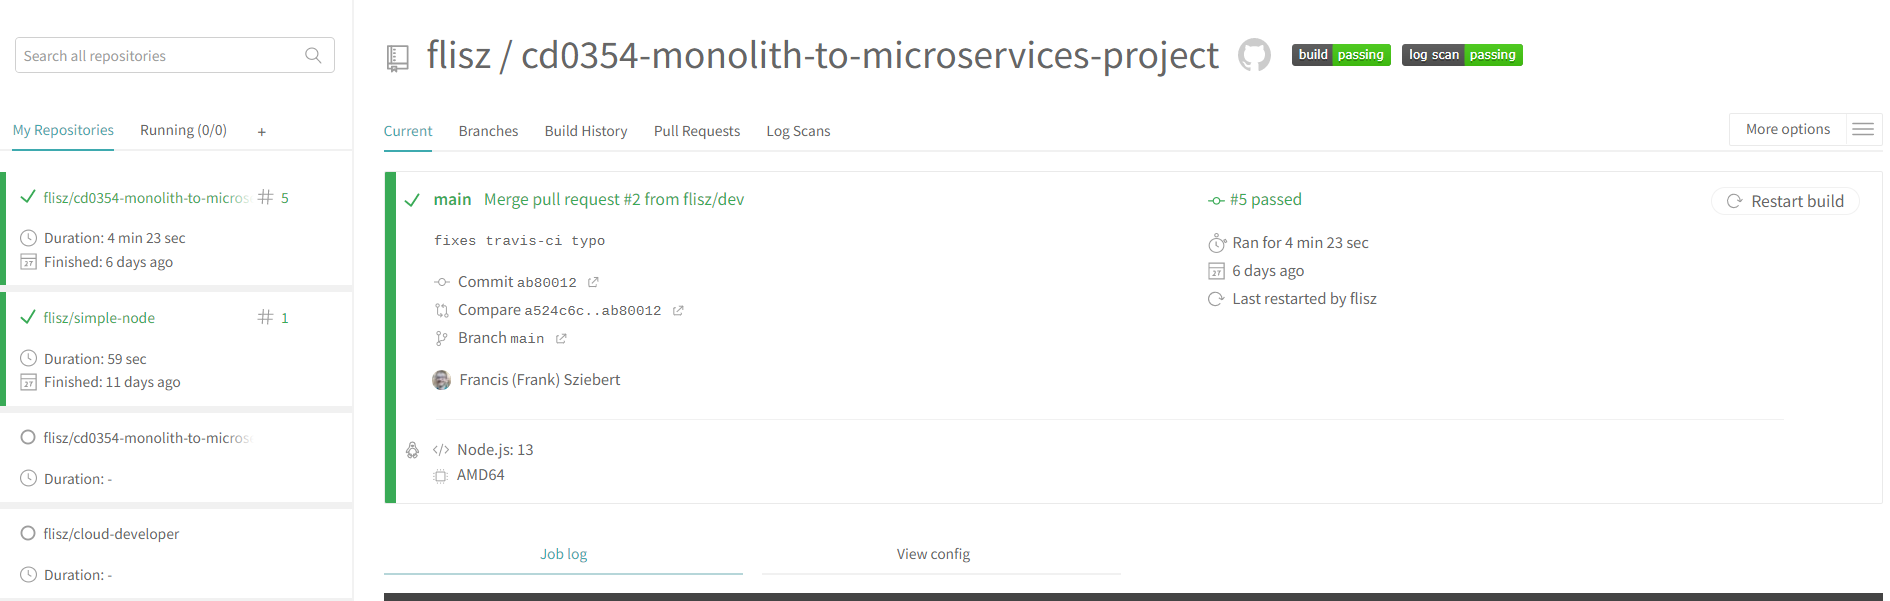 Search all repositories
My Repositories Running (0/0) +
flisz/cd0354-monolith-to-micros # 5
Duration: 4 min 23 sec
27 Finished: 6 days ago
flisz/simple-node # 1
Duration: 59 sec
27 Finished: 11 days ago
flisz/cd0354-monolith-to-micros
Duration: -
flisz/cloud-developer
Duration: -
flisz / cd0354-monolith-to-microservices-project build passing log scan passing
Current Branches Build History Pull Requests Log Scans More options
main Merge pull request #2 from flisz/dev
fixes travis-ci typo
Commit ab80012
Compare a524c6c..ab80012
Branch main
Francis (Frank) Sziebert
#5 passed
Ran for 4 min 23 sec
27 6 days ago
Last restarted by flisz
Restart build
</> Node.js: 13
AMD64
Job log View config